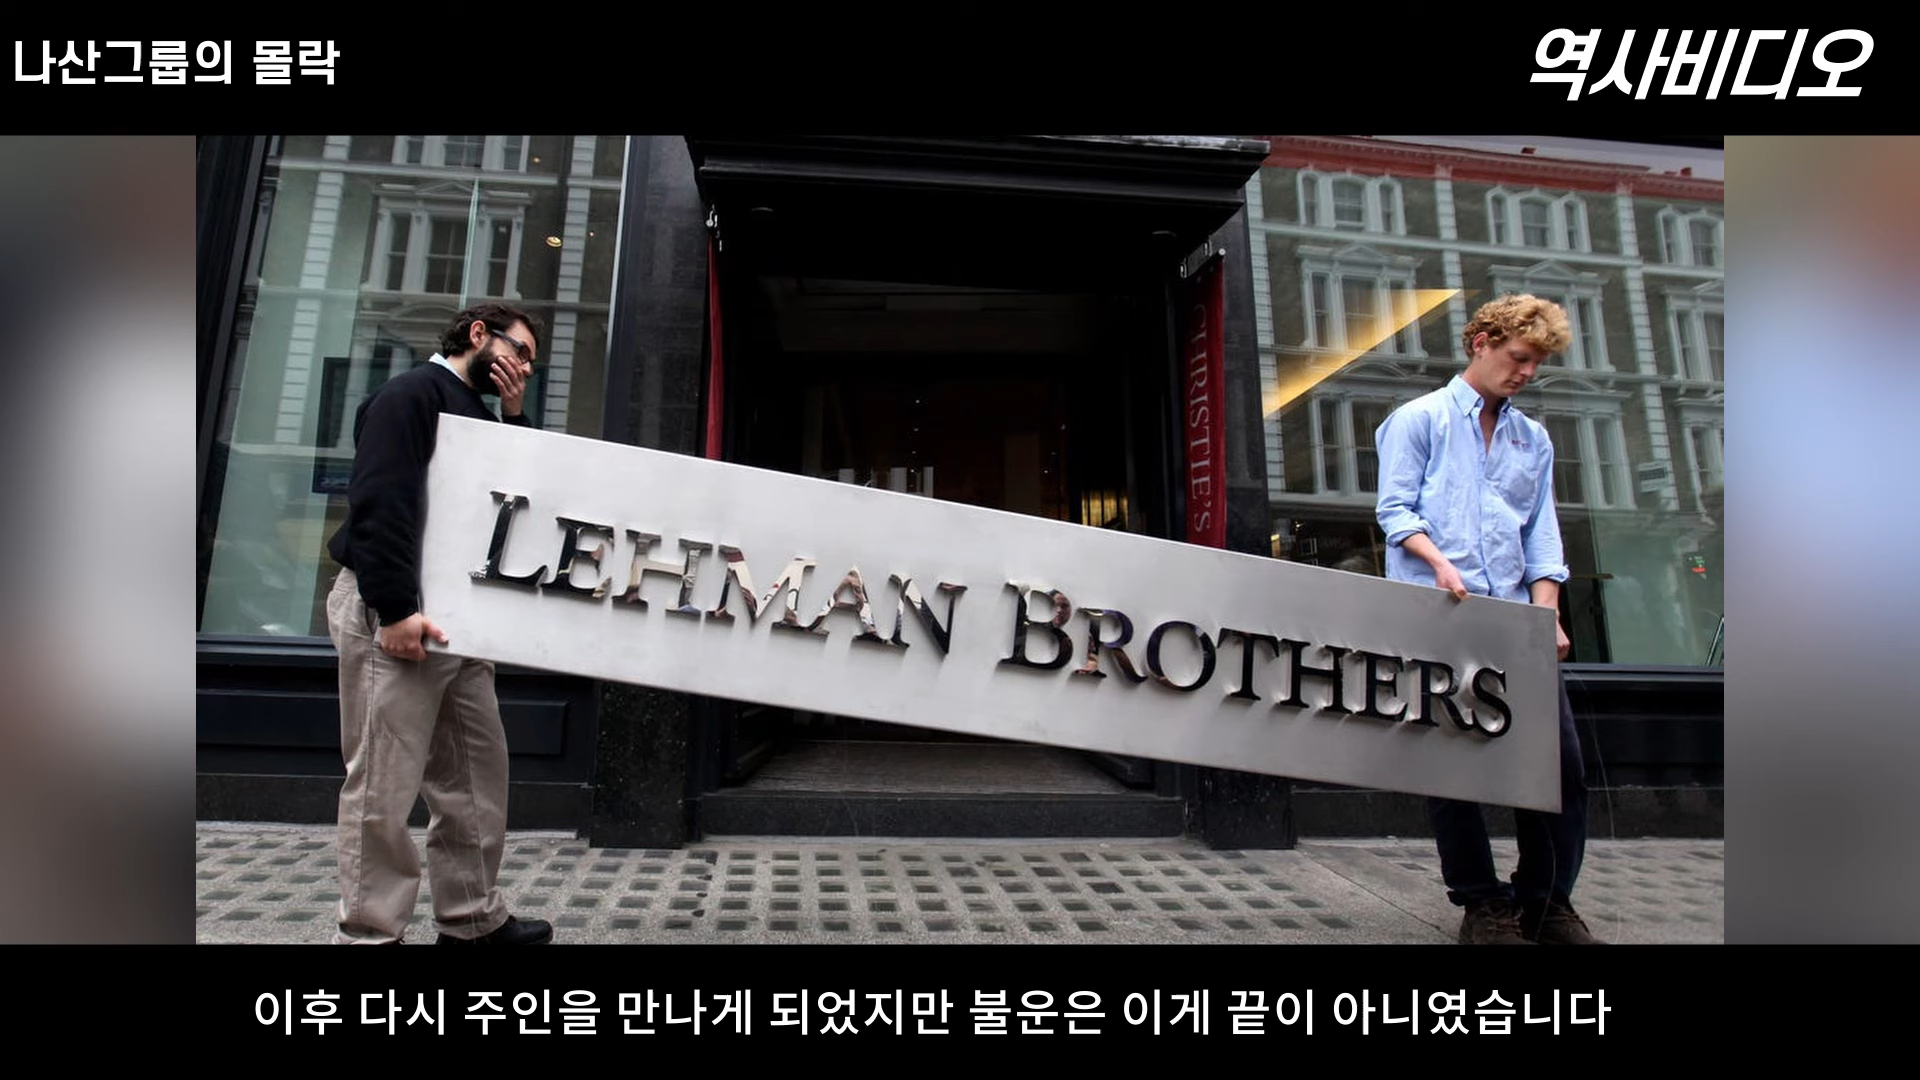 나산그룹의 몰락
역사비디오
CHRISTIE'S
LEHMAN BROTHERS
이후 다시 주인을 만나게 되었지만 불운은 이게 끝이 아니였습니다